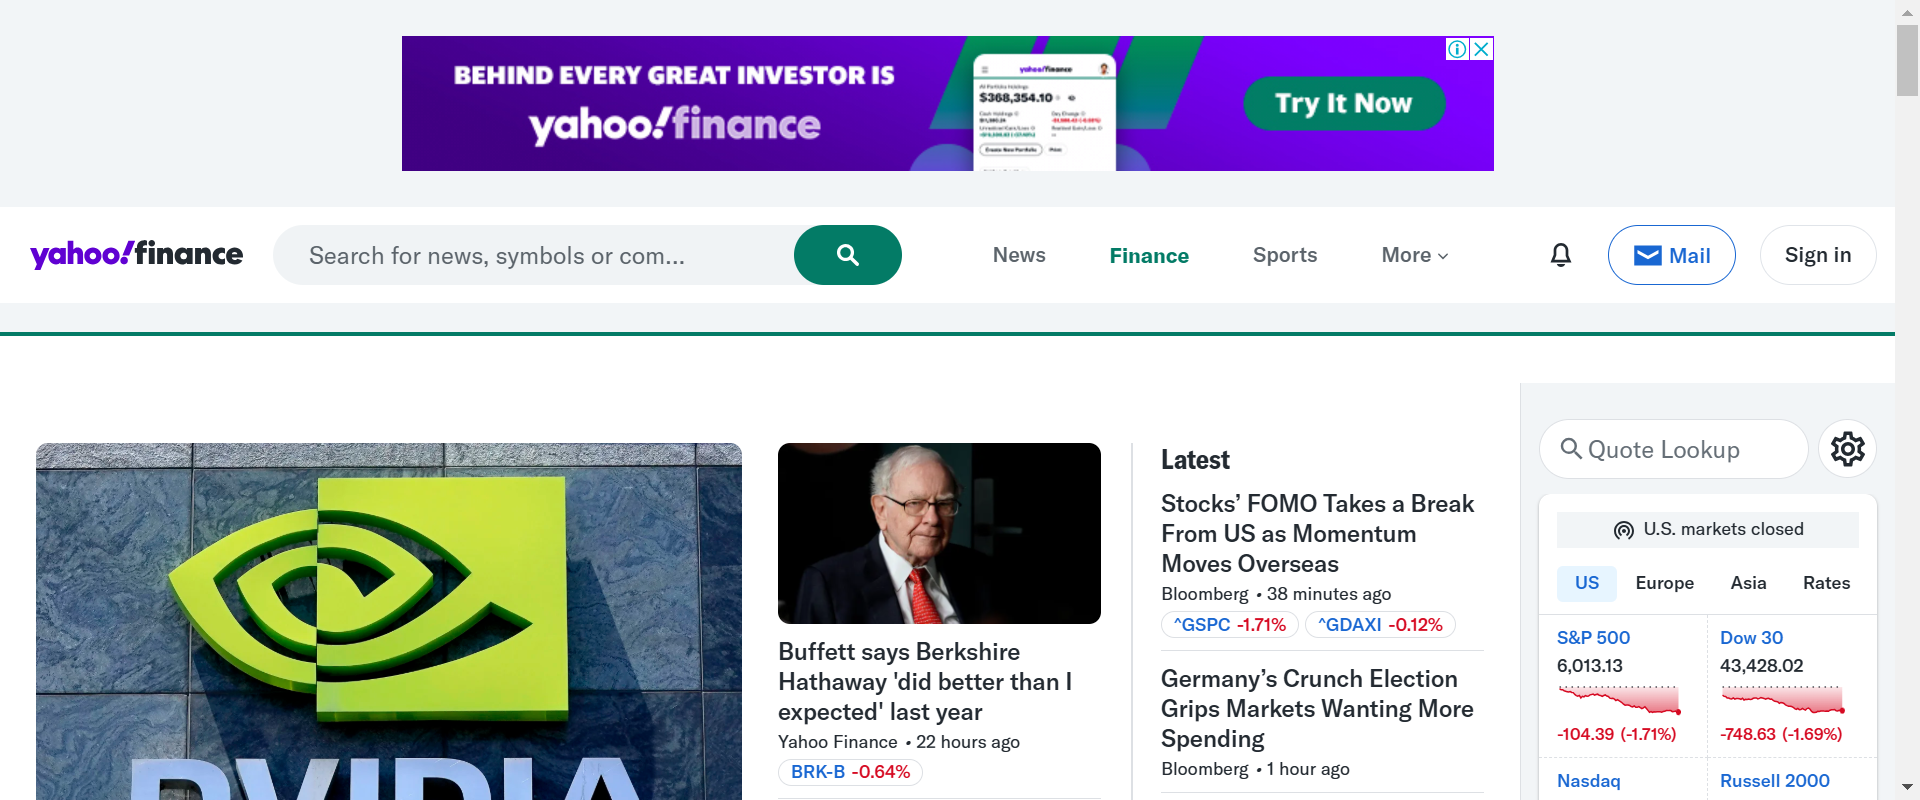 BEHIND EVERY GREAT INVESTOR IS
yahoo!finance
yahoo!finance
$368,354.10
Create New Portfolio
Print
Try It Now
yahoo!finance
Search for news, symbols or com...
News
Finance
Sports
More
Mail
Sign in
NVIDIA
Buffett says Berkshire
Hathaway 'did better than I
expected' last year
Yahoo Finance • 22 hours ago
BRK-B -0.64%
Latest
Stocks’ FOMO Takes a Break
From US as Momentum
Moves Overseas
Bloomberg • 38 minutes ago
^GSPC -1.71% ^GDAXI -0.12%
Germany’s Crunch Election
Grips Markets Wanting More
Spending
Bloomberg • 1 hour ago
Quote Lookup
U.S. markets closed
US Europe Asia Rates
S&P 500 Dow 30
6,013.13 43,428.02
-104.39 (-1.71%) -748.63 (-1.69%)
Nasdaq Russell 2000